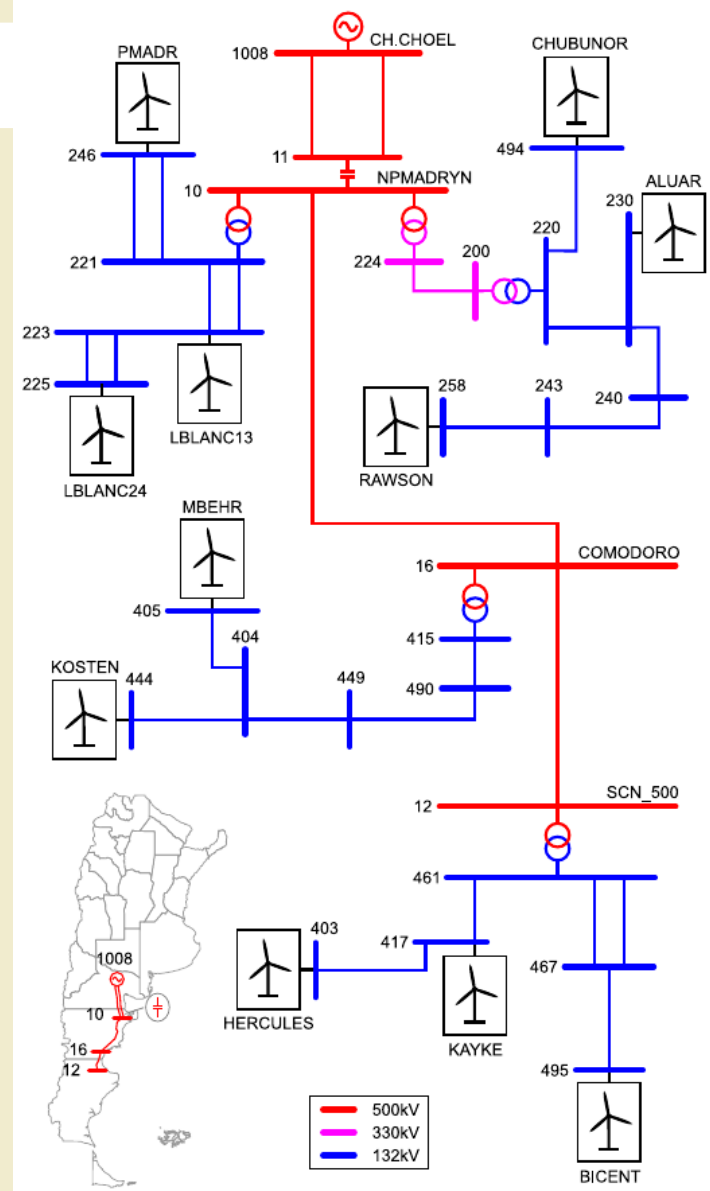 CH.CHOEL
1008
PMADR
CHUBUNOR
246
11
494
NPMADRYN
10
ALUAR
230
220
221
224
200
223
225
LBLANC13
LBLANC24
258
243
240
RAWSON
MBEHR
COMODORO
16
405
404
415
KOSTEN
444
449
490
SCN_500
12
461
403
417
467
HERCULES
KAYKE
495
BICENT
1008
10
16
12
500kV
330kV
132kV